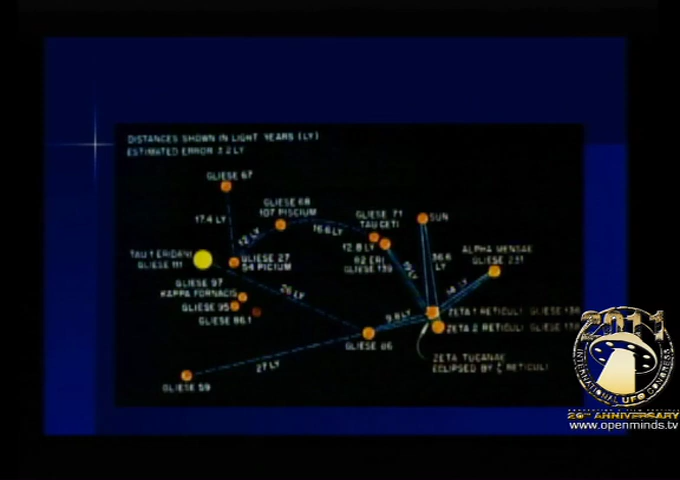 DISTANCES SHOWN IN LIGHT YEARS (LY)
ESTIMATED ERROR ± 2 LY
GLIESE 67
17.4 LY
GLIESE 68
107 PISCIUM
12 LY
16.6 LY
GLIESE 71
TAU CETI
12.8 LY
82 ERI
GLIESE 139
SUN
36.6
LY
ALPHA MENSAE
GLIESE 231
TAU 1 ERIDANI
GLIESE 111
GLIESE 27
54 PICIUM
GLIESE 97
KAPPA FORNACIS
GLIESE 95
GLIESE 86.1
26 LY
9.8 LY
ZETA 1 RETICULI GLIESE
ZETA 2 RETICULI GLIESE
GLIESE 86
ZETA TUCANAE
ECLIPSED BY ζ RETICULI
27 LY
GLIESE 59
2011
INTERNATIONAL UFO CONGRESS
20TH ANNIVERSARY
www.openminds.tv